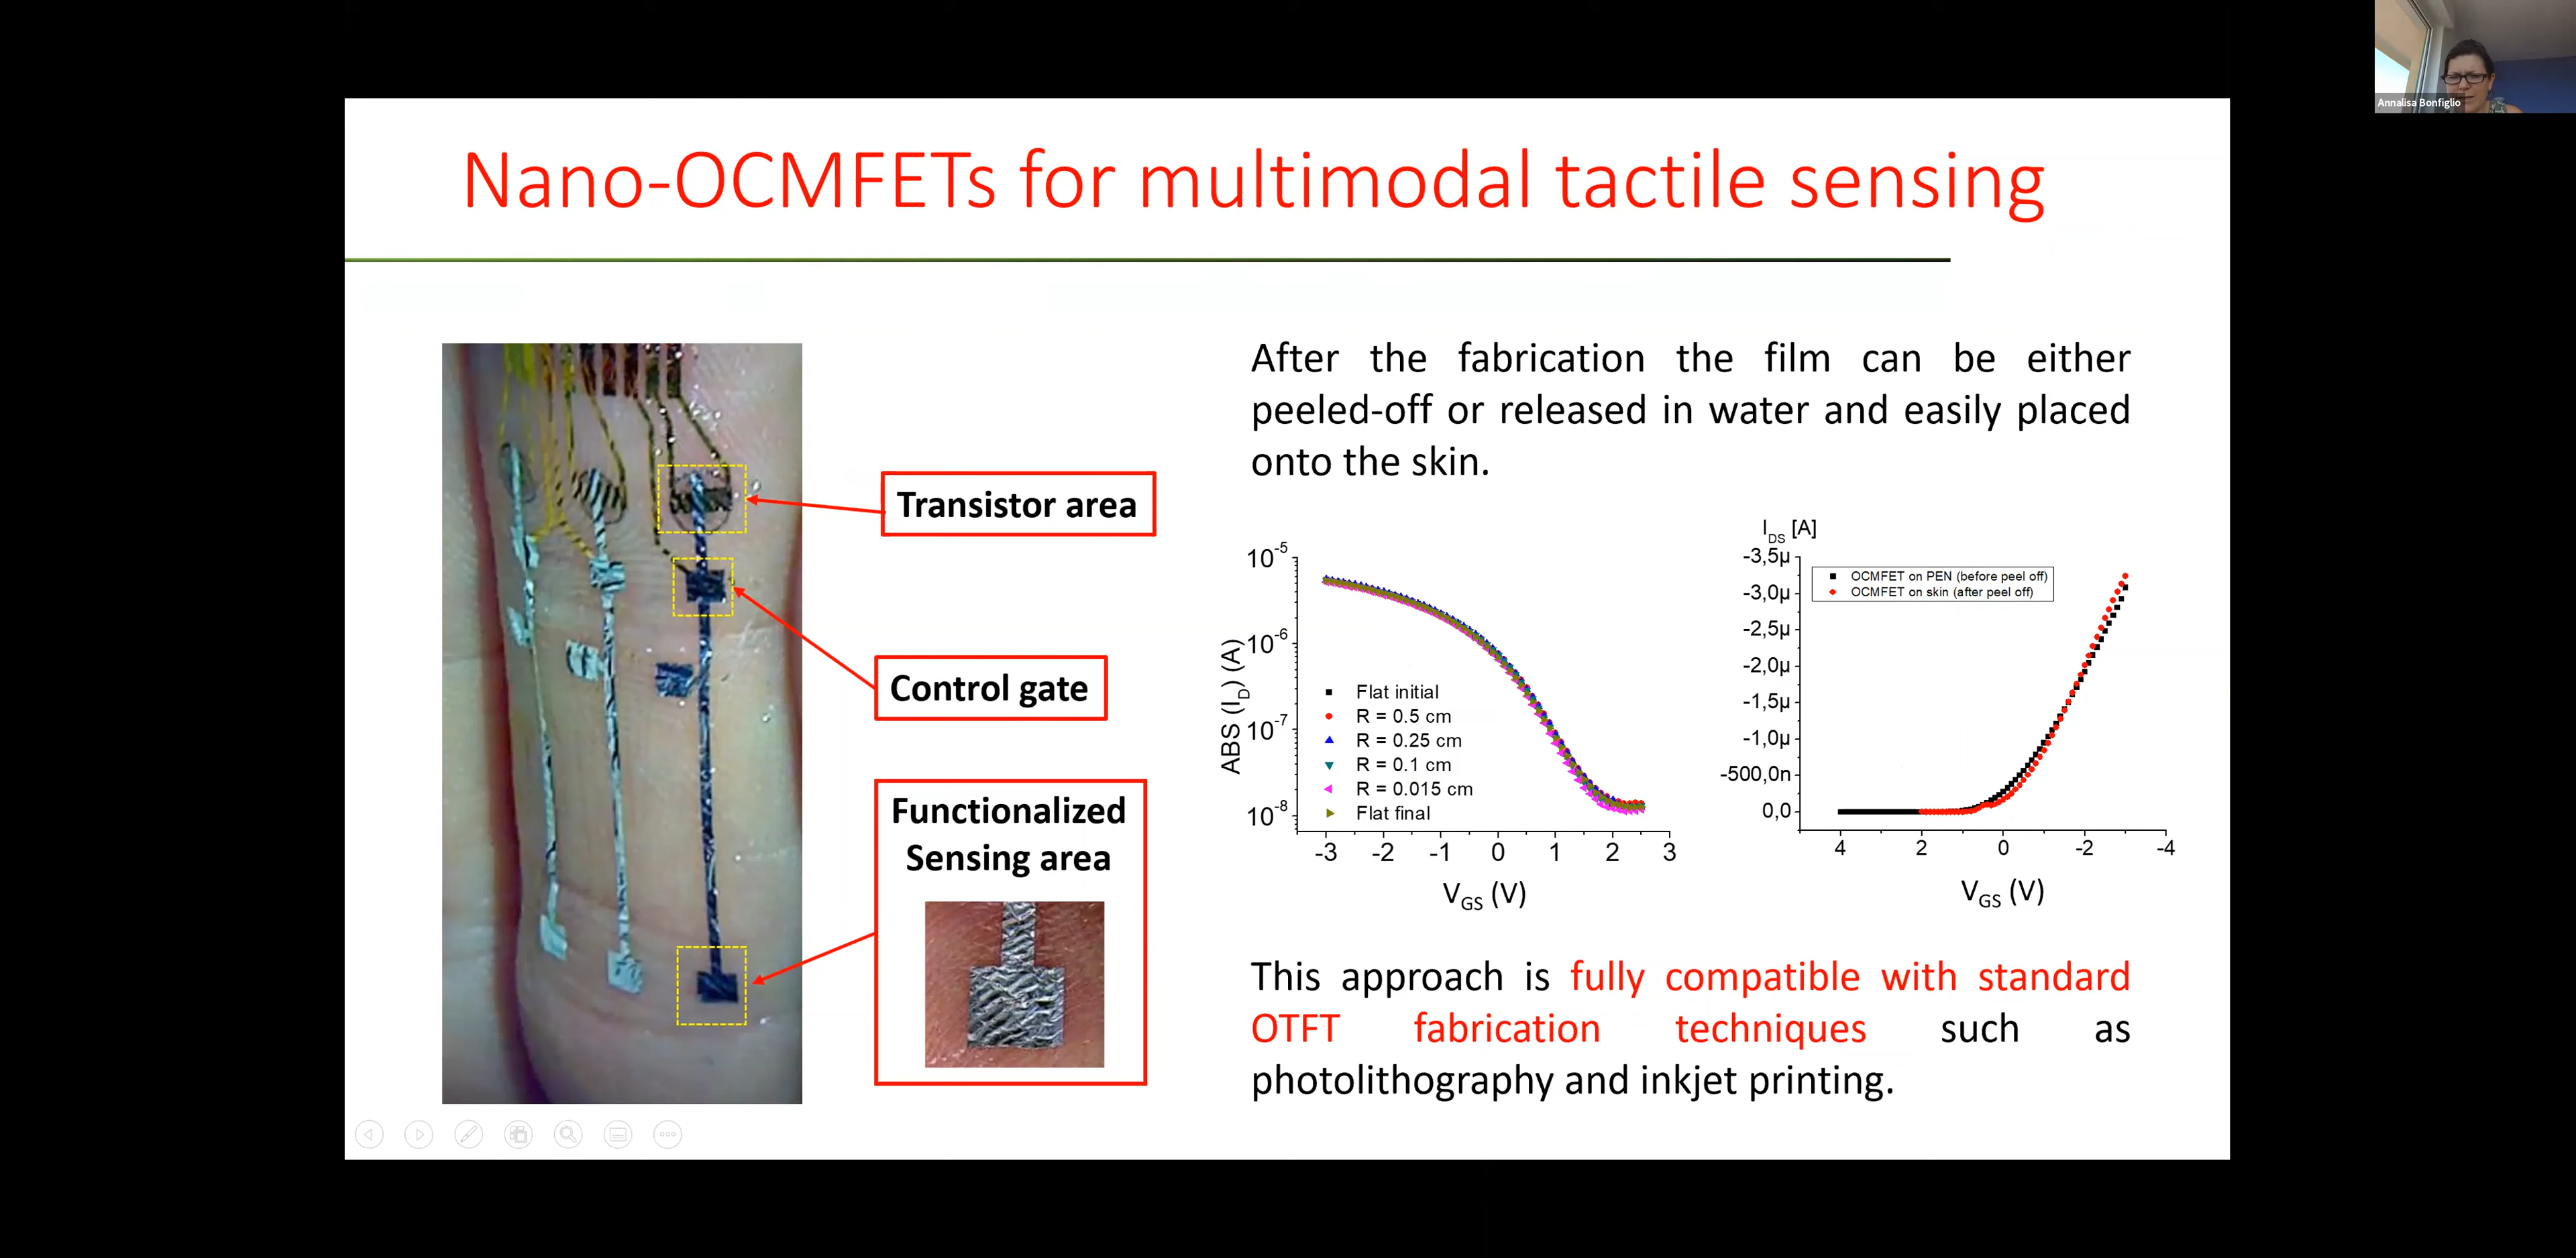 Annalisa Bonfiglio
Nano-OCMFETs for multimodal tactile sensing
Transistor area
Control gate
Functionalized
Sensing area
After the fabrication the film can be either
peeled-off or released in water and easily placed
onto the skin.
10-5
10-6
10-7
10-8
ABS (ID) (A)
Flat initial
R = 0.5 cm
R = 0.25 cm
R = 0.1 cm
R = 0.015 cm
Flat final
-3 -2 -1 0 1 2 3
VGS (V)
IDS [A]
-3,5µ
-3,0µ
-2,5µ
-2,0µ
-1,5µ
-1,0µ
-500,0n
0,0
OCMFET on PEN (before peel off)
OCMFET on skin (after peel off)
4 2 0 -2 -4
VGS (V)
This approach is fully compatible with standard
OTFT fabrication techniques such as
photolithography and inkjet printing.